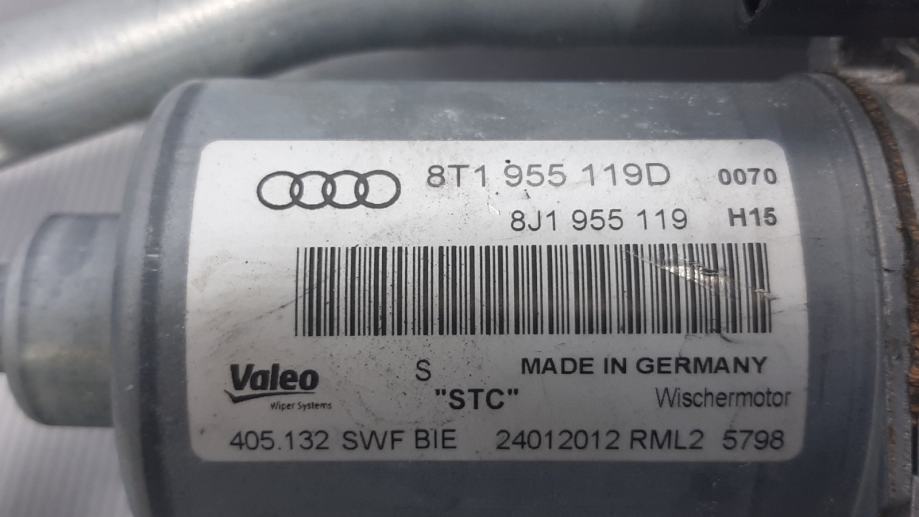 8T1 955 119D 0070
8J1 955 119 H15
Valeo S MADE IN GERMANY
Wiper Systems "STC" Wischermotor
405.132 SWF BIE 24012012 RML2 5798